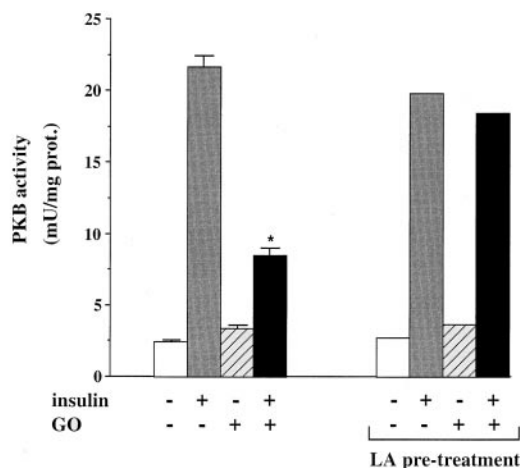 25
20
15
10
5
0
PKB activity
(mU/mg prot.)
*
insulin - + - + - + - +
GO - - + + - - + +
LA pre-treatment